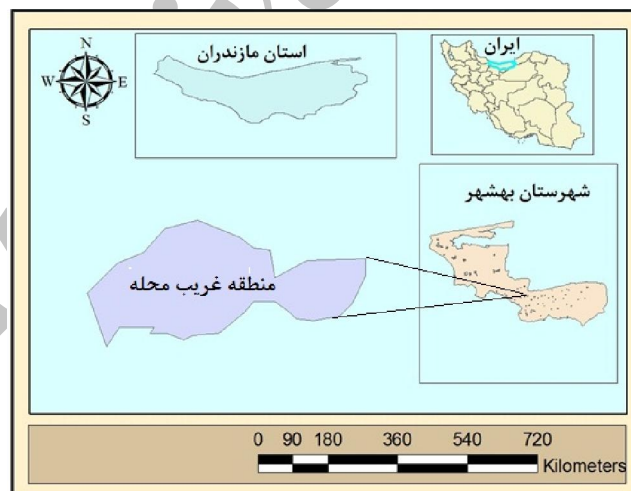 N
W E
S
استان مازندران
ایران
شهرستان بهشهر
منطقه غریب محله
0 90 180 360 540 720
Kilometers